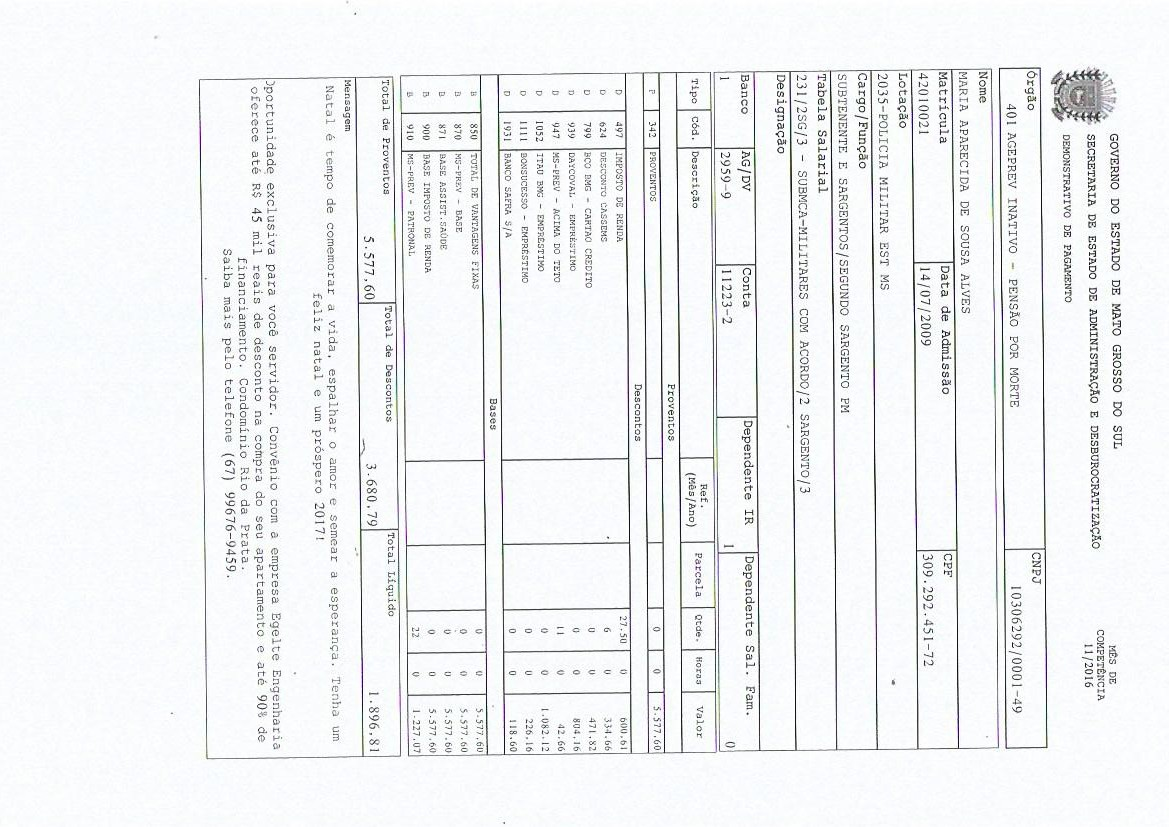 GOVERNO DO ESTADO DE MATO GROSSO DO SUL
SECRETARIA DE ESTADO DE ADMINISTRAÇÃO E DESBUROCRATIZAÇÃO
DEMONSTRATIVO DE PAGAMENTO
MÊS DE
COMPETÊNCIA
11/2016
Órgão CNPJ
401 AGEPREV INATIVO - PENSÃO POR MORTE 10306292/0001-49
Nome
MARIA APARECIDA DE SOUSA ALVES
Matrícula Data de Admissão CPF
42010021 14/07/2009 309.292.451-72
Lotação
2035-POLICIA MILITAR EST MS
Cargo/Função
SUBTENENTE E SARGENTOS/SEGUNDO SARGENTO PM
Tabela Salarial
231/2SG/3 - SUBMCA-MILITARES COM ACORDO/2 SARGENTO/3
Designação
Banco AG/DV Conta Dependente IR Dependente Sal. Fam.
1 2959-9 11223-2 1 0
Tipo Cód. Descrição Ref. (Mês/Ano) Parcela Qtde. Horas Valor
Proventos
P 342 PROVENTOS 0 0 5.577.60
Descontos
D 497 IMPOSTO DE RENDA 27.50 0 600.61
D 624 DESCONTO CASSEMS 6 0 334.66
D 799 BCO BMG - CARTAO CREDITO 0 0 471.82
D 939 DAYCOVAL - EMPRÉSTIMO 0 0 804.16
D 947 MS-PREV - ACIMA DO TETO 11 0 42.66
D 1052 ITAU BMG - EMPRÉSTIMO 0 0 1.082.12
D 1111 BONSUCESSO - EMPRÉSTIMO 0 0 226.16
D 1931 BANCO SAFRA S/A 0 0 118.60
Bases
B 850 TOTAL DE VANTAGENS FIXAS 0 0 5.577.60
B 870 MS-PREV - BASE 0 0 5.577.60
B 871 BASE ASSIST.SAÚDE 0 0 5.577.60
B 900 BASE IMPOSTO DE RENDA 0 0 5.577.60
B 910 MS-PREV - PATRONAL 22 0 1.227.07
Total de Proventos Total de Descontos Total Líquido
5.577.60 3.680.79 1.896.81
Mensagem
Natal é tempo de comemorar a vida, espalhar o amor e semear a esperança. Tenha um
feliz natal e um próspero 2017!
Oportunidade exclusiva para você servidor. Convênio com a empresa Egelte Engenharia
oferece até R$ 45 mil reais de desconto na compra do seu apartamento e até 90% de
financiamento. Condomínio Rio da Prata.
Saiba mais pelo telefone (67) 99676-9459.